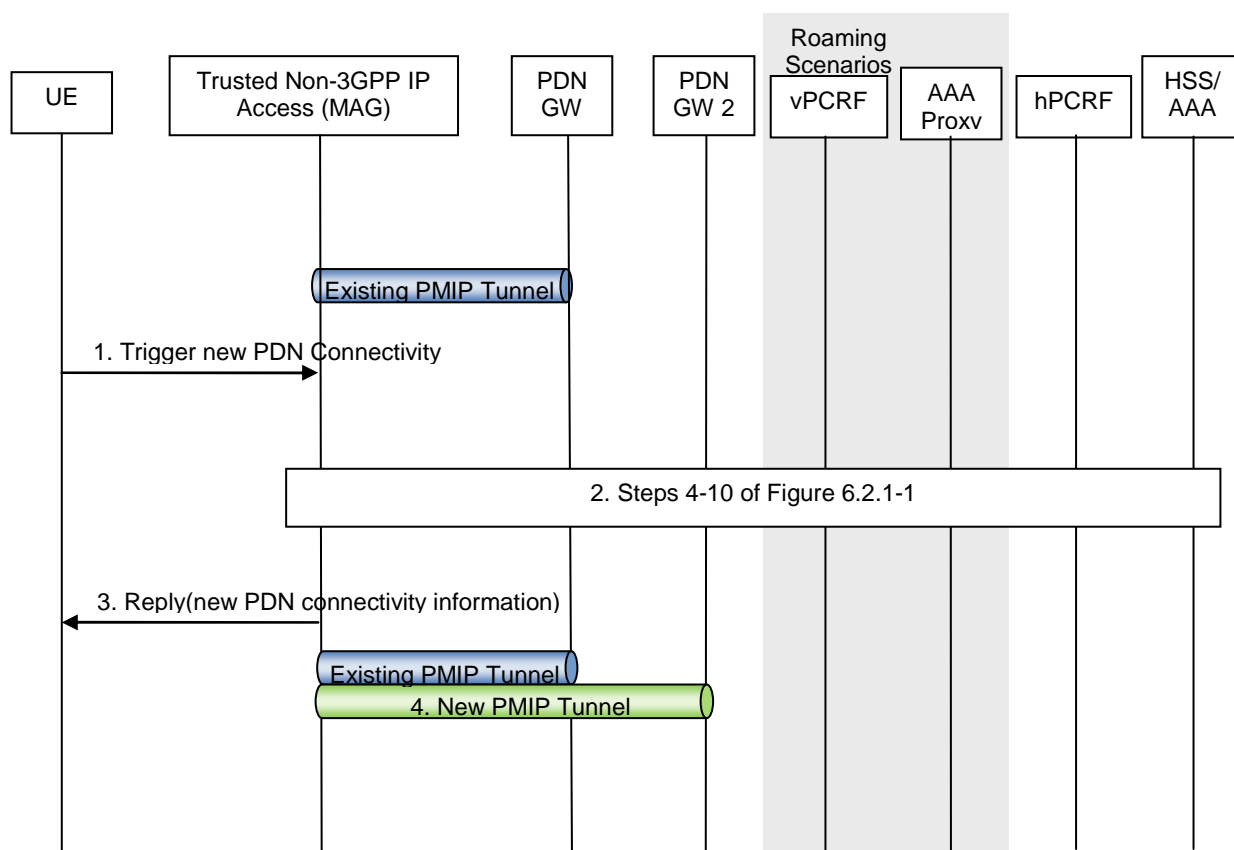 Roaming
Scenarios
UE
Trusted Non-3GPP IP
Access (MAG)
PDN
GW
PDN
GW 2
vPCRF
AAA
Proxv
hPCRF
HSS/
AAA
Existing PMIP Tunnel
1. Trigger new PDN Connectivity
2. Steps 4-10 of Figure 6.2.1-1
3. Reply(new PDN connectivity information)
Existing PMIP Tunnel
4. New PMIP Tunnel